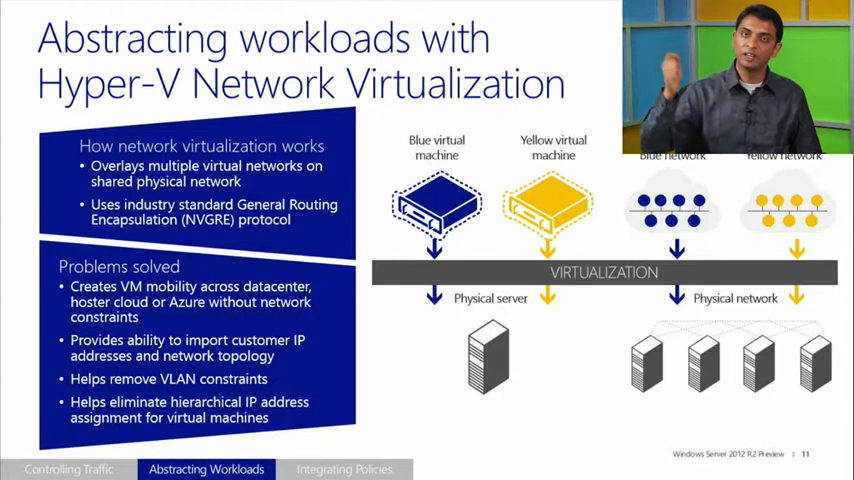 Abstracting workloads with
Hyper-V Network Virtualization
How network virtualization works
• Overlays multiple virtual networks on
shared physical network
• Uses industry standard General Routing
Encapsulation (NVGRE) protocol
Problems solved
• Creates VM mobility across datacenter,
hoster cloud or Azure without network
constraints
• Provides ability to import customer IP
addresses and network topology
• Helps remove VLAN constraints
• Helps eliminate hierarchical IP address
assignment for virtual machines
Blue virtual
machine
Yellow virtual
machine
Blue network
Yellow network
VIRTUALIZATION
Physical server
Physical network
Windows Server 2012 R2 Preview | 11
Controlling Traffic
Abstracting Workloads
Integrating Policies